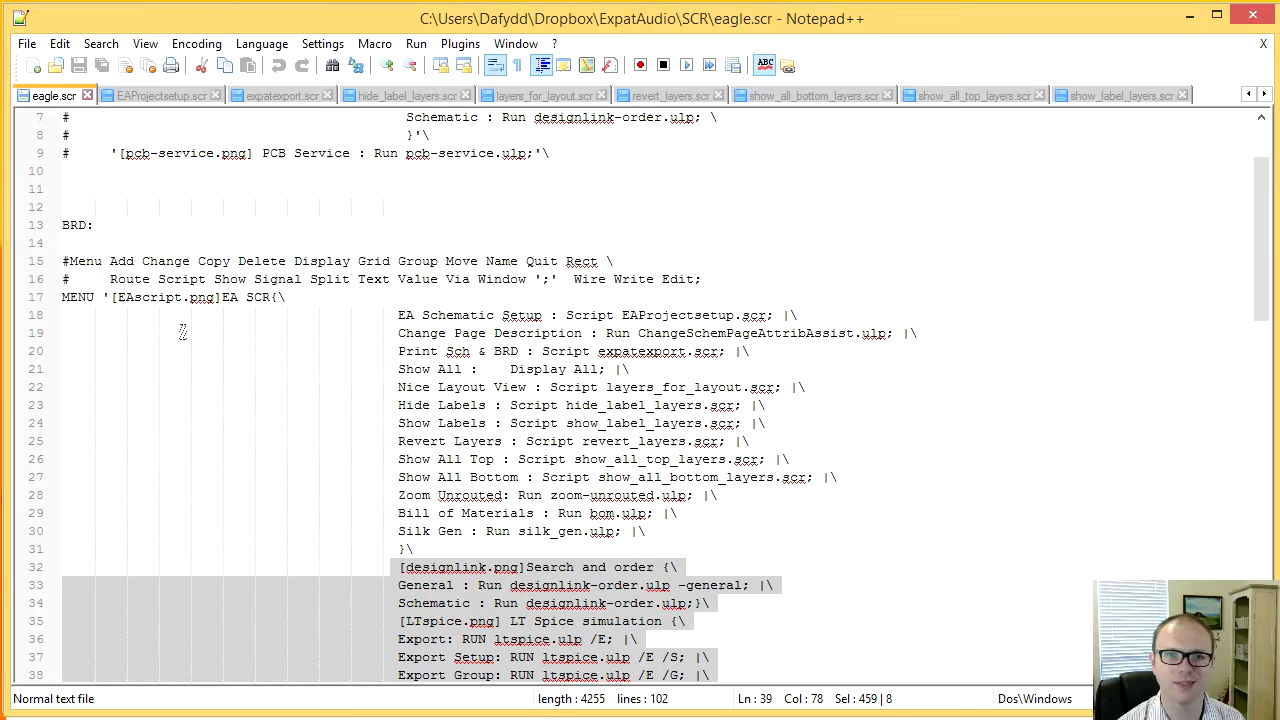 C:\Users\Dafydd\Dropbox\ExpatAudio\SCR\eagle.scr - Notepad++
File Edit Search View Encoding Language Settings Macro Run Plugins Window ? X
eagle.scr EAProjectsetup.scr expatexport.scr hide_label_layers.scr layers_for_layout.scr revert_layers.scr show_all_bottom_layers.scr show_all_top_layers.scr show_label_layers.scr
7 # Schematic : Run designlink-order.ulp; \
8 # }'\
9 # '[pcb-service.png] PCB Service : Run pcb-service.ulp;'\
10
11
12
13 BRD:
14
15 #Menu Add Change Copy Delete Display Grid Group Move Name Quit Rect \
16 # Route Script Show Signal Split Text Value Via Window ';' Wire Write Edit;
17 MENU '[EAscript.png]EA SCR{\
18 EA Schematic Setup : Script EAProjectsetup.scr; |\
19 Change Page Description : Run ChangeSchemPageAttribAssist.ulp; |\
20 Print Sch & BRD : Script expatexport.scr; |\
21 Show All : Display All; |\
22 Nice Layout View : Script layers_for_layout.scr; |\
23 Hide Labels : Script hide_label_layers.scr; |\
24 Show Labels : Script show_label_layers.scr; |\
25 Revert Layers : Script revert_layers.scr; |\
26 Show All Top : Script show_all_top_layers.scr; |\
27 Show All Bottom : Script show_all_bottom_layers.scr; |\
28 Zoom Unrouted: Run zoom-unrouted.ulp; |\
29 Bill of Materials : Run bom.ulp; |\
30 Silk Gen : Run silk_gen.ulp; |\
31 }\
32 [designlink.png]Search and order {\
33 General : Run designlink-order.ulp -general; |\
34 : Run designlink-order.ulp;}\
35 LT Spice simulation {\
36 Export: RUN ltspice.ulp /E; |\
37 Setup: RUN ltspice.ulp /E /S; |\
38 Export Group: RUN ltspice.ulp /E /G; |\
Normal text file length : 4255 lines : 102 Ln : 39 Col : 78 Sel : 459 | 8 Dos\Windows